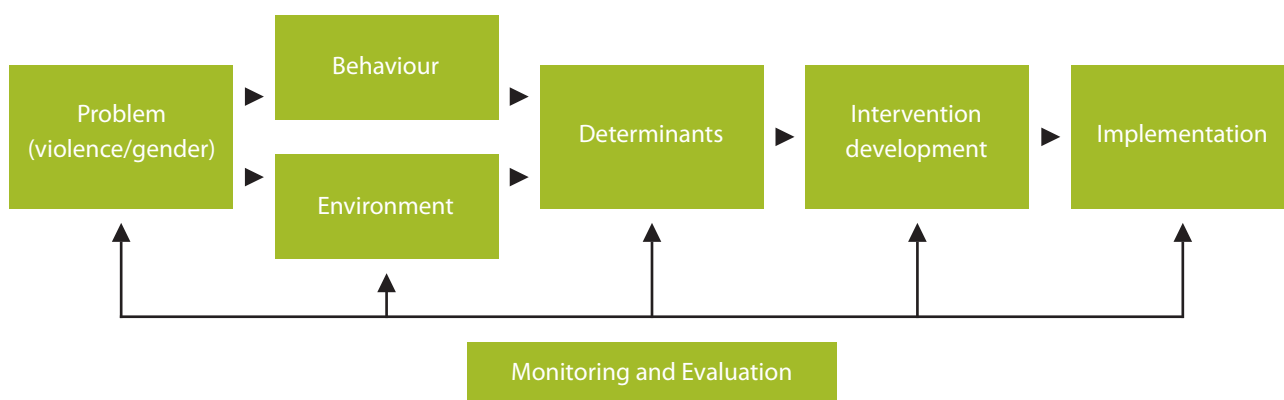 Problem
(violence/gender)
Behaviour
Environment
Determinants
Intervention
development
Implementation
Monitoring and Evaluation